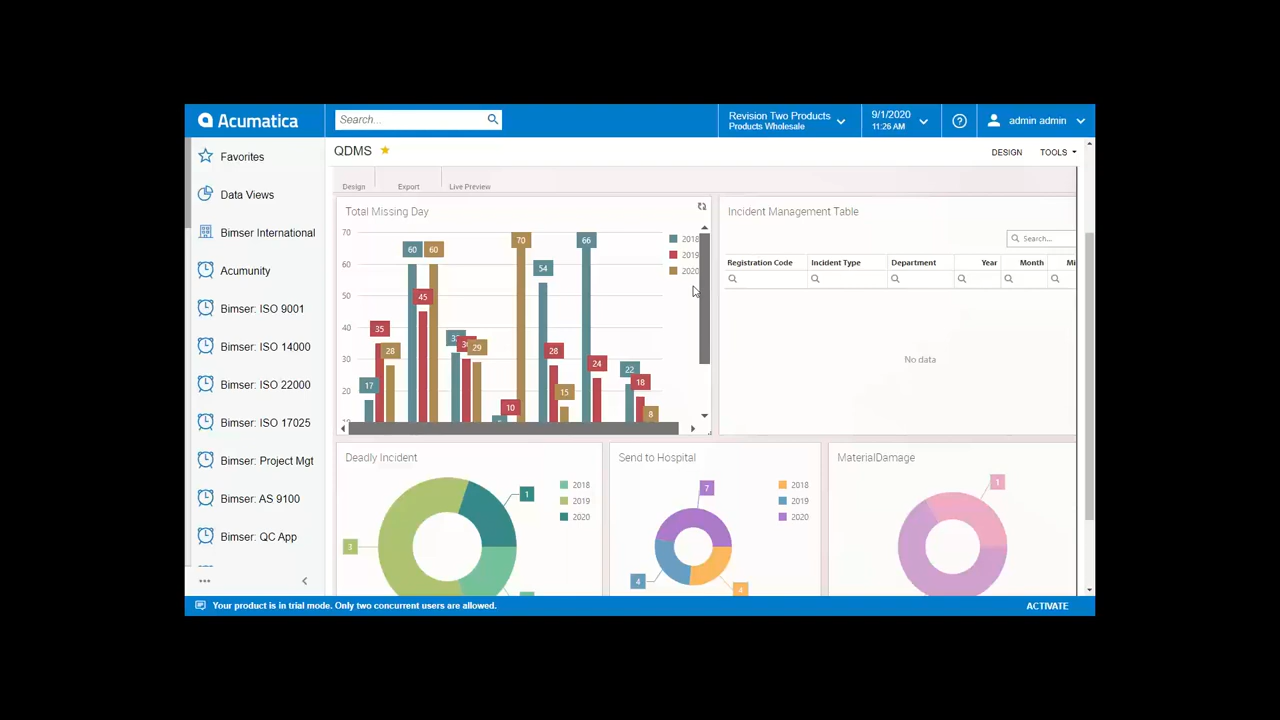 Acumatica
Search...
Revision Two Products
Products Wholesale
9/1/2020
11:26 AM
admin admin
Favorites
Data Views
Bimser International
Acumunity
Bimser: ISO 9001
Bimser: ISO 14000
Bimser: ISO 22000
Bimser: ISO 17025
Bimser: Project Mgt
Bimser: AS 9100
Bimser: QC App
QDMS
DESIGN
TOOLS
Design
Export
Live Preview
Total Missing Day
70
60
50
40
30
20
17
35
28
60
45
60
29
10
70
54
28
15
66
24
22
18
8
2018
2019
2020
Incident Management Table
Search...
Registration Code
Incident Type
Department
Year
Month
No data
Deadly Incident
1
3
2018
2019
2020
Send to Hospital
7
4
4
2018
2019
2020
MaterialDamage
1
Your product is in trial mode. Only two concurrent users are allowed.
ACTIVATE